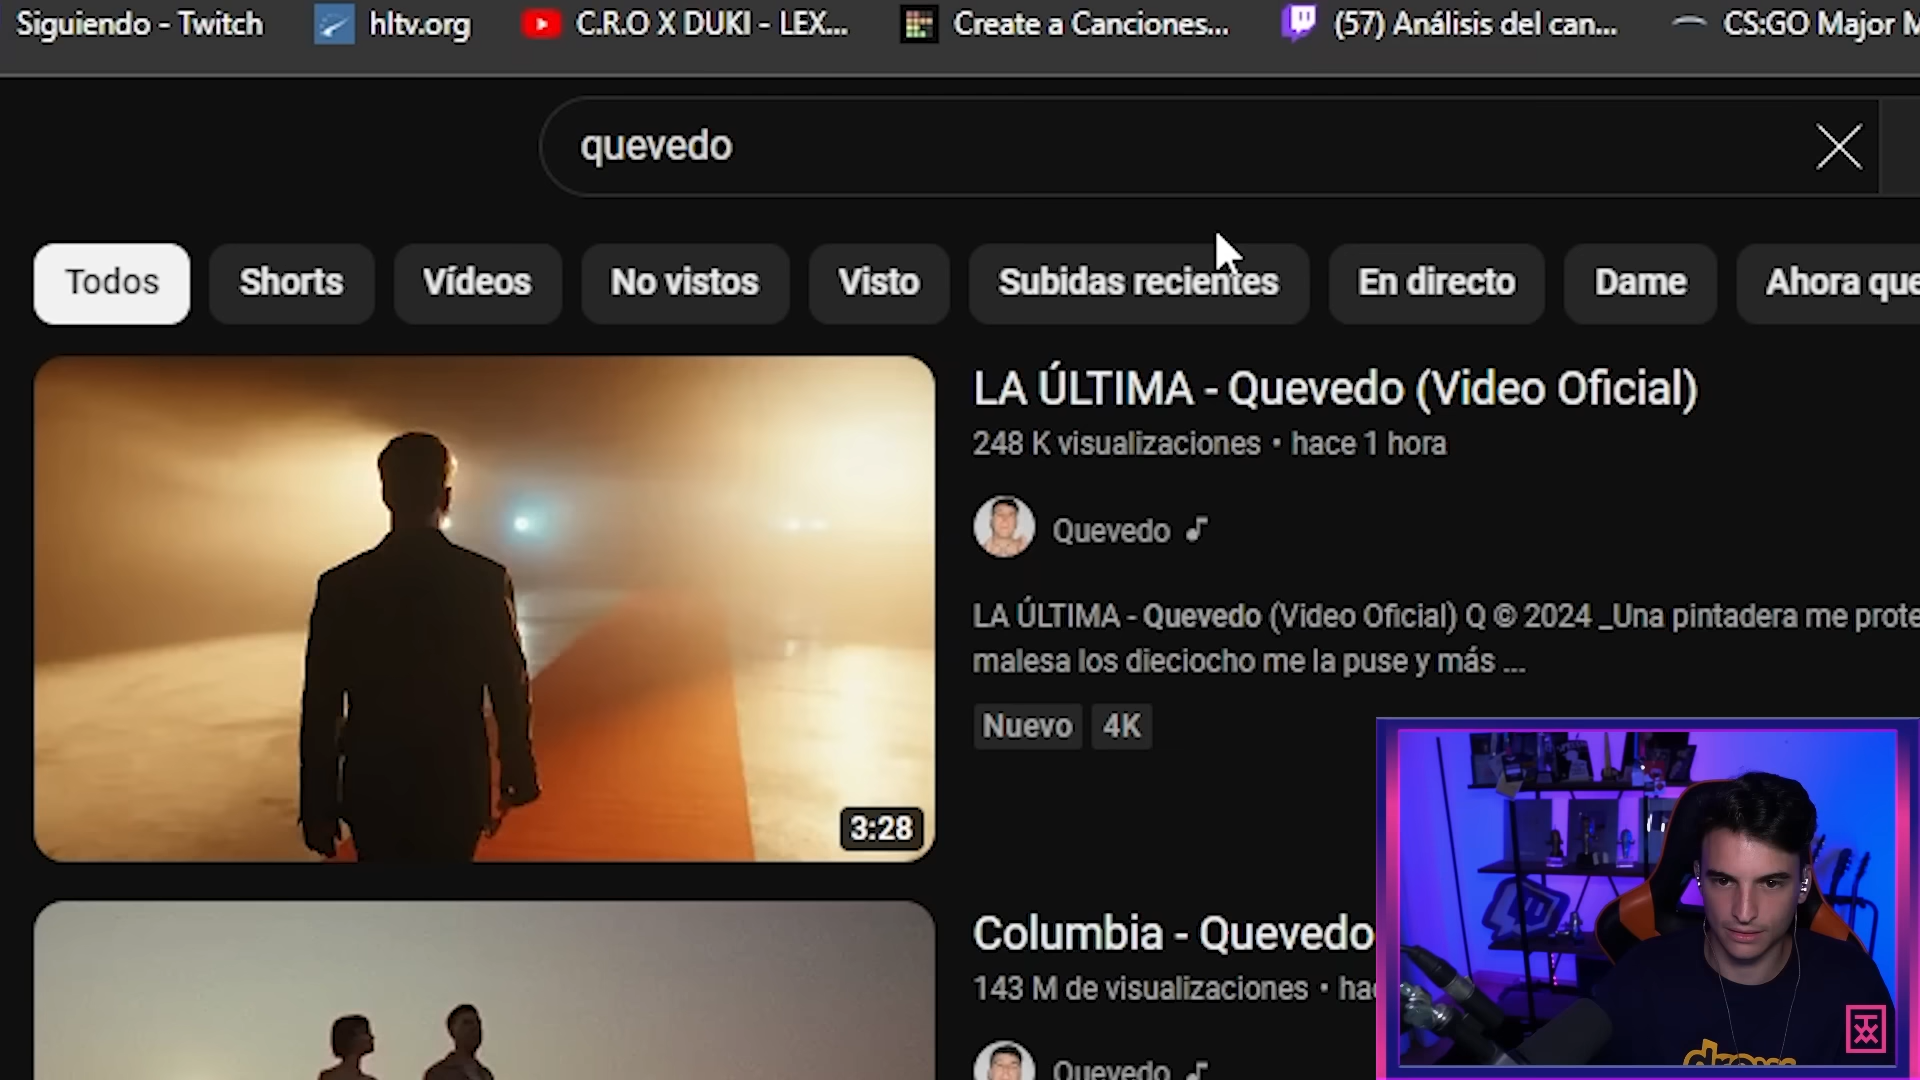 Siguiendo - Twitch
hltv.org
C.R.O X DUKI - LEX...
Create a Canciones...
(57) Análisis del can...
CS:GO Major M
quevedo
Todos
Shorts
Vídeos
No vistos
Visto
Subidas recientes
En directo
Dame
Ahora que
LA ÚLTIMA - Quevedo (Video Oficial)
248 K visualizaciones • hace 1 hora
Quevedo
LA ÚLTIMA - Quevedo (Video Oficial) Q © 2024 _Una pintadera me prote
malesa los dieciocho me la puse y más ...
Nuevo
4K
3:28
Columbia - Quevedo
143 M de visualizaciones • ha
Quevedo